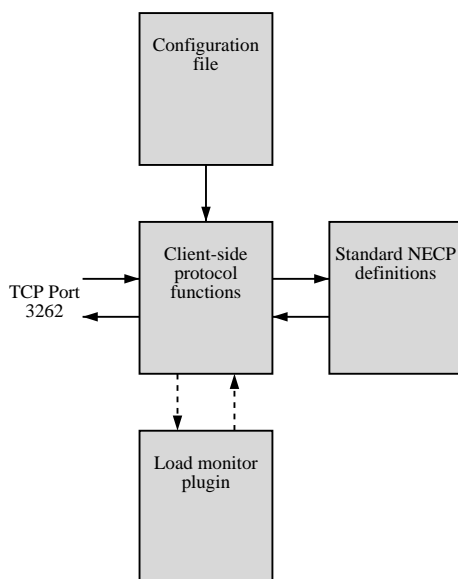 Configuration
file
Client-side
protocol
functions
Standard NECP
definitions
TCP Port
3262
Load monitor
plugin